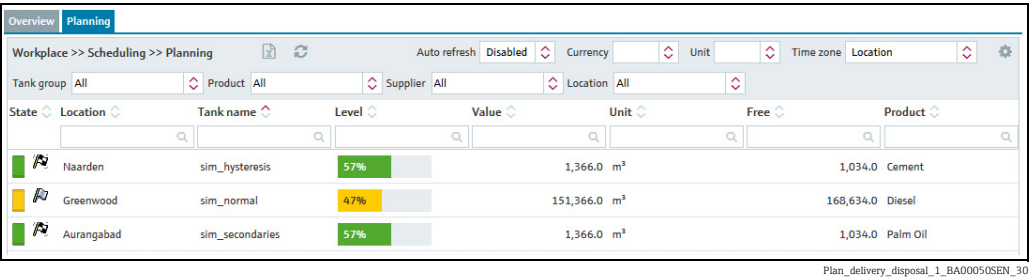 Overview Planning
Workplace >> Scheduling >> Planning Auto refresh Disabled Currency Unit Time zone Location
Tank group All Product All Supplier All Location All
State Location Tank name Level Value Unit Free Product
Naarden sim_hysteresis 57% 1,366.0 m³ 1,034.0 Cement
Greenwood sim_normal 47% 151,366.0 m³ 168,634.0 Diesel
Aurangabad sim_secondaries 57% 1,366.0 m³ 1,034.0 Palm Oil
Plan_delivery_disposal_1_BA00050SEN_30